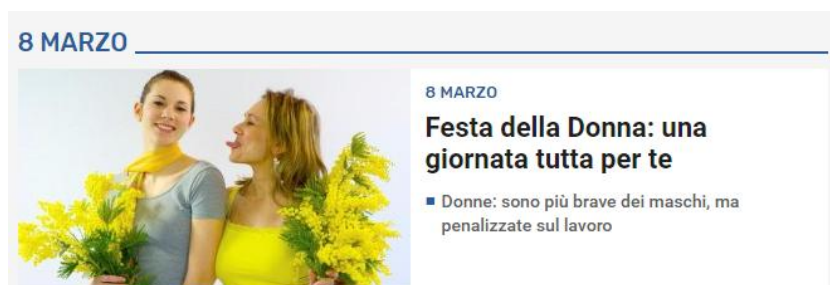 8 MARZO
8 MARZO
Festa della Donna: una
giornata tutta per te
Donne: sono più brave dei maschi, ma
penalizzate sul lavoro